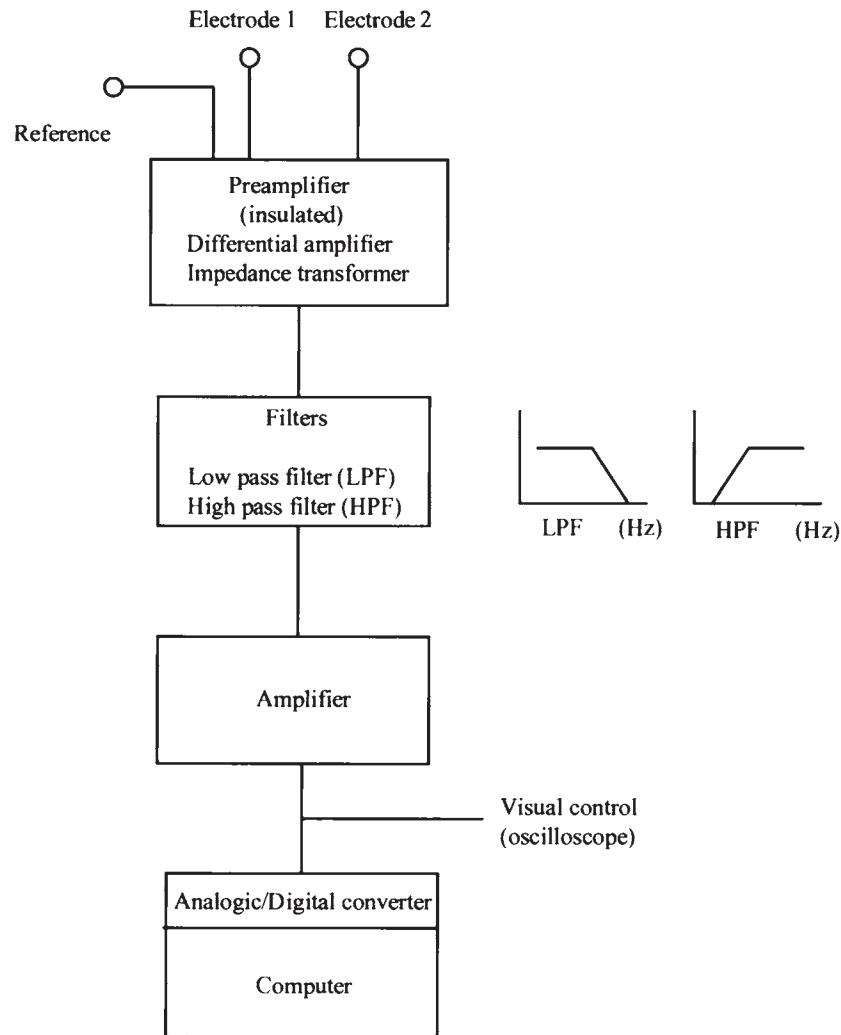 Electrode 1
Electrode 2
Reference
Preamplifier
(insulated)
Differential amplifier
Impedance transformer
Filters
Low pass filter (LPF)
High pass filter (HPF)
LPF (Hz)
HPF (Hz)
Amplifier
Visual control
(oscilloscope)
Analogic/Digital converter
Computer